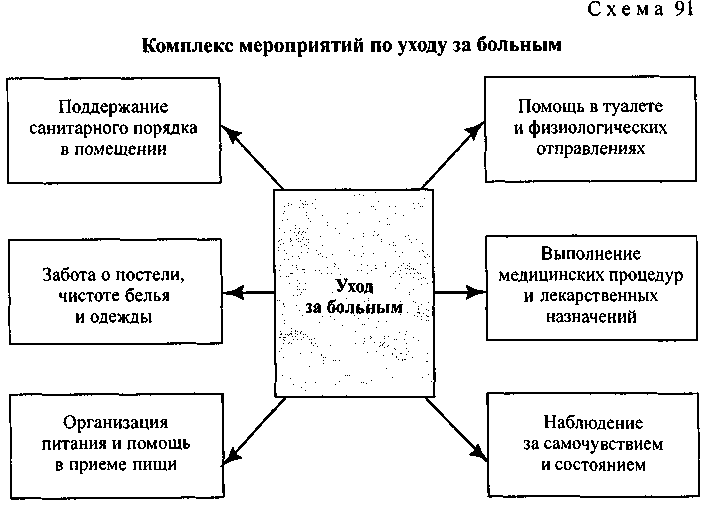 Схема 91
Комплекс мероприятий по уходу за больным
Поддержание
санитарного порядка
в помещении
Помощь в туалете
и физиологических
отправлениях
Забота о постели,
чистоте белья
и одежды
Уход
за больным
Выполнение
медицинских процедур
и лекарственных
назначений
Организация
питания и помощь
в приеме пищи
Наблюдение
за самочувствием
и состоянием